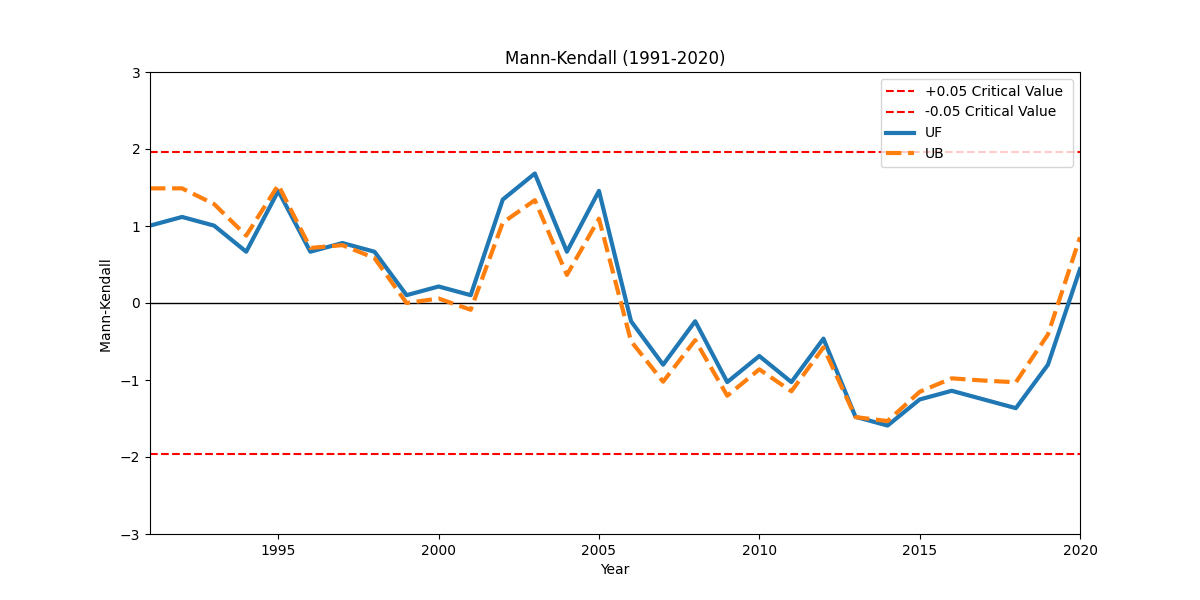 Mann-Kendall (1991-2020)
3
2
1
0
−1
−2
−3
Mann-Kendall
+0.05 Critical Value
-0.05 Critical Value
UF
UB
1995
2000
2005
2010
2015
2020
Year